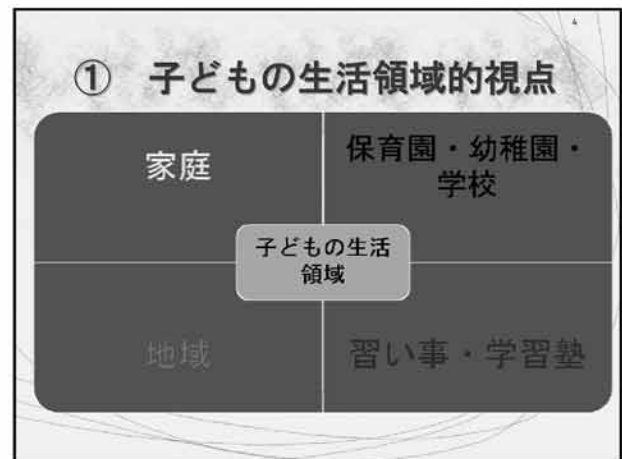 4
① 子どもの生活領域的視点
家庭
保育園・幼稚園・
学校
子どもの生活
領域
地域
習い事・学習塾